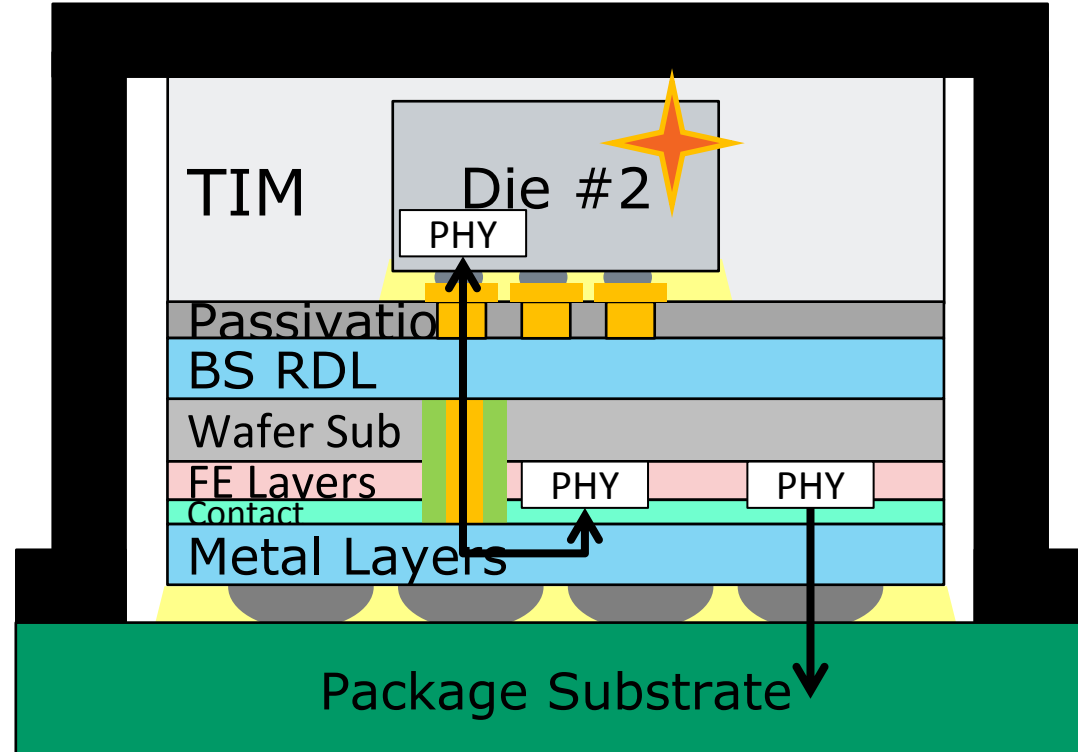 TIM
Die #2
PHY
Passivatio
BS RDL
Wafer Sub
FE Layers
PHY
PHY
Contact
Metal Layers
Package Substrate